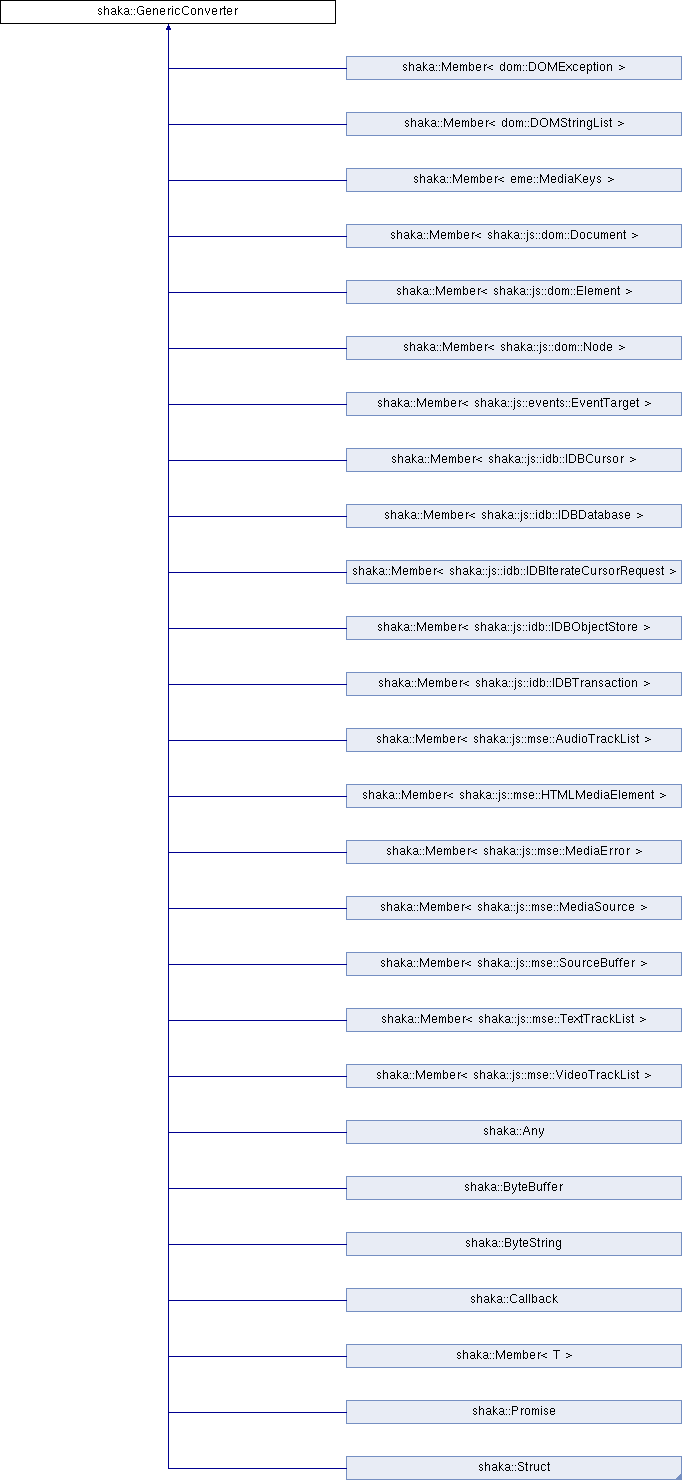 shaka::GenericConverter
shaka::Member< dom::DOMException >
shaka::Member< dom::DOMStringList >
shaka::Member< eme::MediaKeys >
shaka::Member< shaka::js::dom::Document >
shaka::Member< shaka::js::dom::Element >
shaka::Member< shaka::js::dom::Node >
shaka::Member< shaka::js::events::EventTarget >
shaka::Member< shaka::js::idb::IDBCursor >
shaka::Member< shaka::js::idb::IDBDatabase >
shaka::Member< shaka::js::idb::IDBIterateCursorRequest >
shaka::Member< shaka::js::idb::IDBObjectStore >
shaka::Member< shaka::js::idb::IDBTransaction >
shaka::Member< shaka::js::mse::AudioTrackList >
shaka::Member< shaka::js::mse::HTMLMediaElement >
shaka::Member< shaka::js::mse::MediaError >
shaka::Member< shaka::js::mse::MediaSource >
shaka::Member< shaka::js::mse::SourceBuffer >
shaka::Member< shaka::js::mse::TextTrackList >
shaka::Member< shaka::js::mse::VideoTrackList >
shaka::Any
shaka::ByteBuffer
shaka::ByteString
shaka::Callback
shaka::Member< T >
shaka::Promise
shaka::Struct